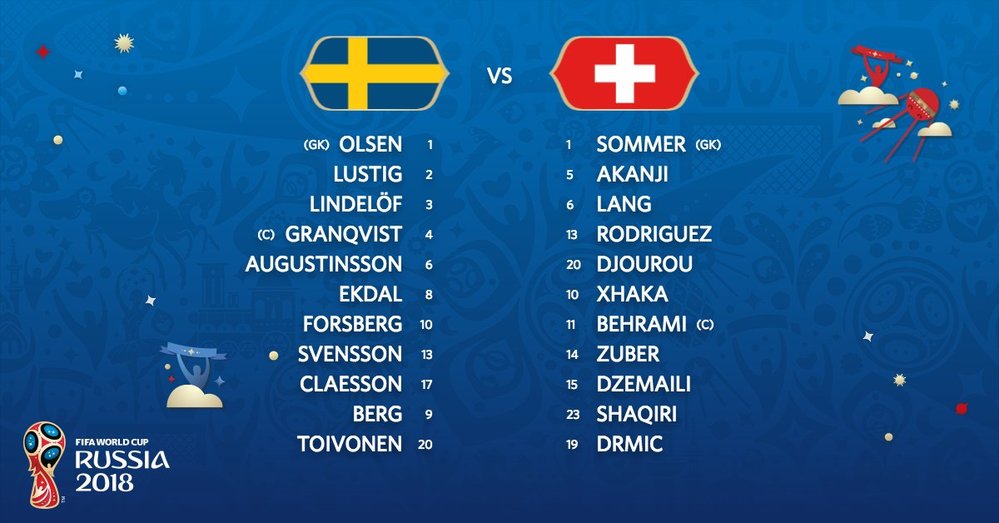 VS
(GK) OLSEN 1
1 SOMMER (GK)
LUSTIG 2
5 AKANJI
LINDELÖF 3
6 LANG
(C) GRANQVIST 4
13 RODRIGUEZ
AUGUSTINSSON 6
20 DJOUROU
EKDAL 8
10 XHAKA
FORSBERG 10
11 BEHRAMI (C)
SVENSSON 13
14 ZUBER
CLAESSON 17
15 DZEMAILI
BERG 9
23 SHAQIRI
TOIVONEN 20
19 DRMIC
FIFA WORLD CUP
RUSSIA
2018